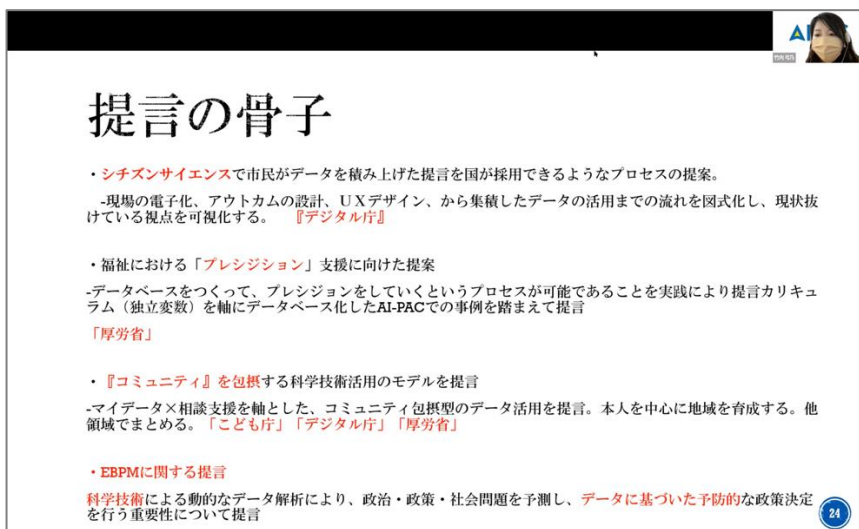 提言の骨子
・シチズンサイエンスで市民がデータを積み上げた提言を国が採用できるようなプロセスの提案。
-現場の電子化、アウトカムの設計、UXデザイン、から集積したデータの活用までの流れを図式化し、現状抜
けている視点を可視化する。 『デジタル庁』
・福祉における「プレシジション」支援に向けた提案
-データベースをつくって、プレシジョンをしていくというプロセスが可能であることを実践により提言カリキュ
ラム（独立変数）を軸にデータベース化したAI-PACでの事例を踏まえて提言
「厚労省」
・『コミュニティ』を包摂する科学技術活用のモデルを提言
-マイデータ×相談支援を軸とした、コミュニティ包摂型のデータ活用を提言。本人を中心に地域を育成する。他
領域でまとめる。「こども庁」「デジタル庁」「厚労省」
・EBPMに関する提言
科学技術による動的なデータ解析により、政治・政策・社会問題を予測し、データに基づいた予防的な政策決定
を行う重要性について提言
24